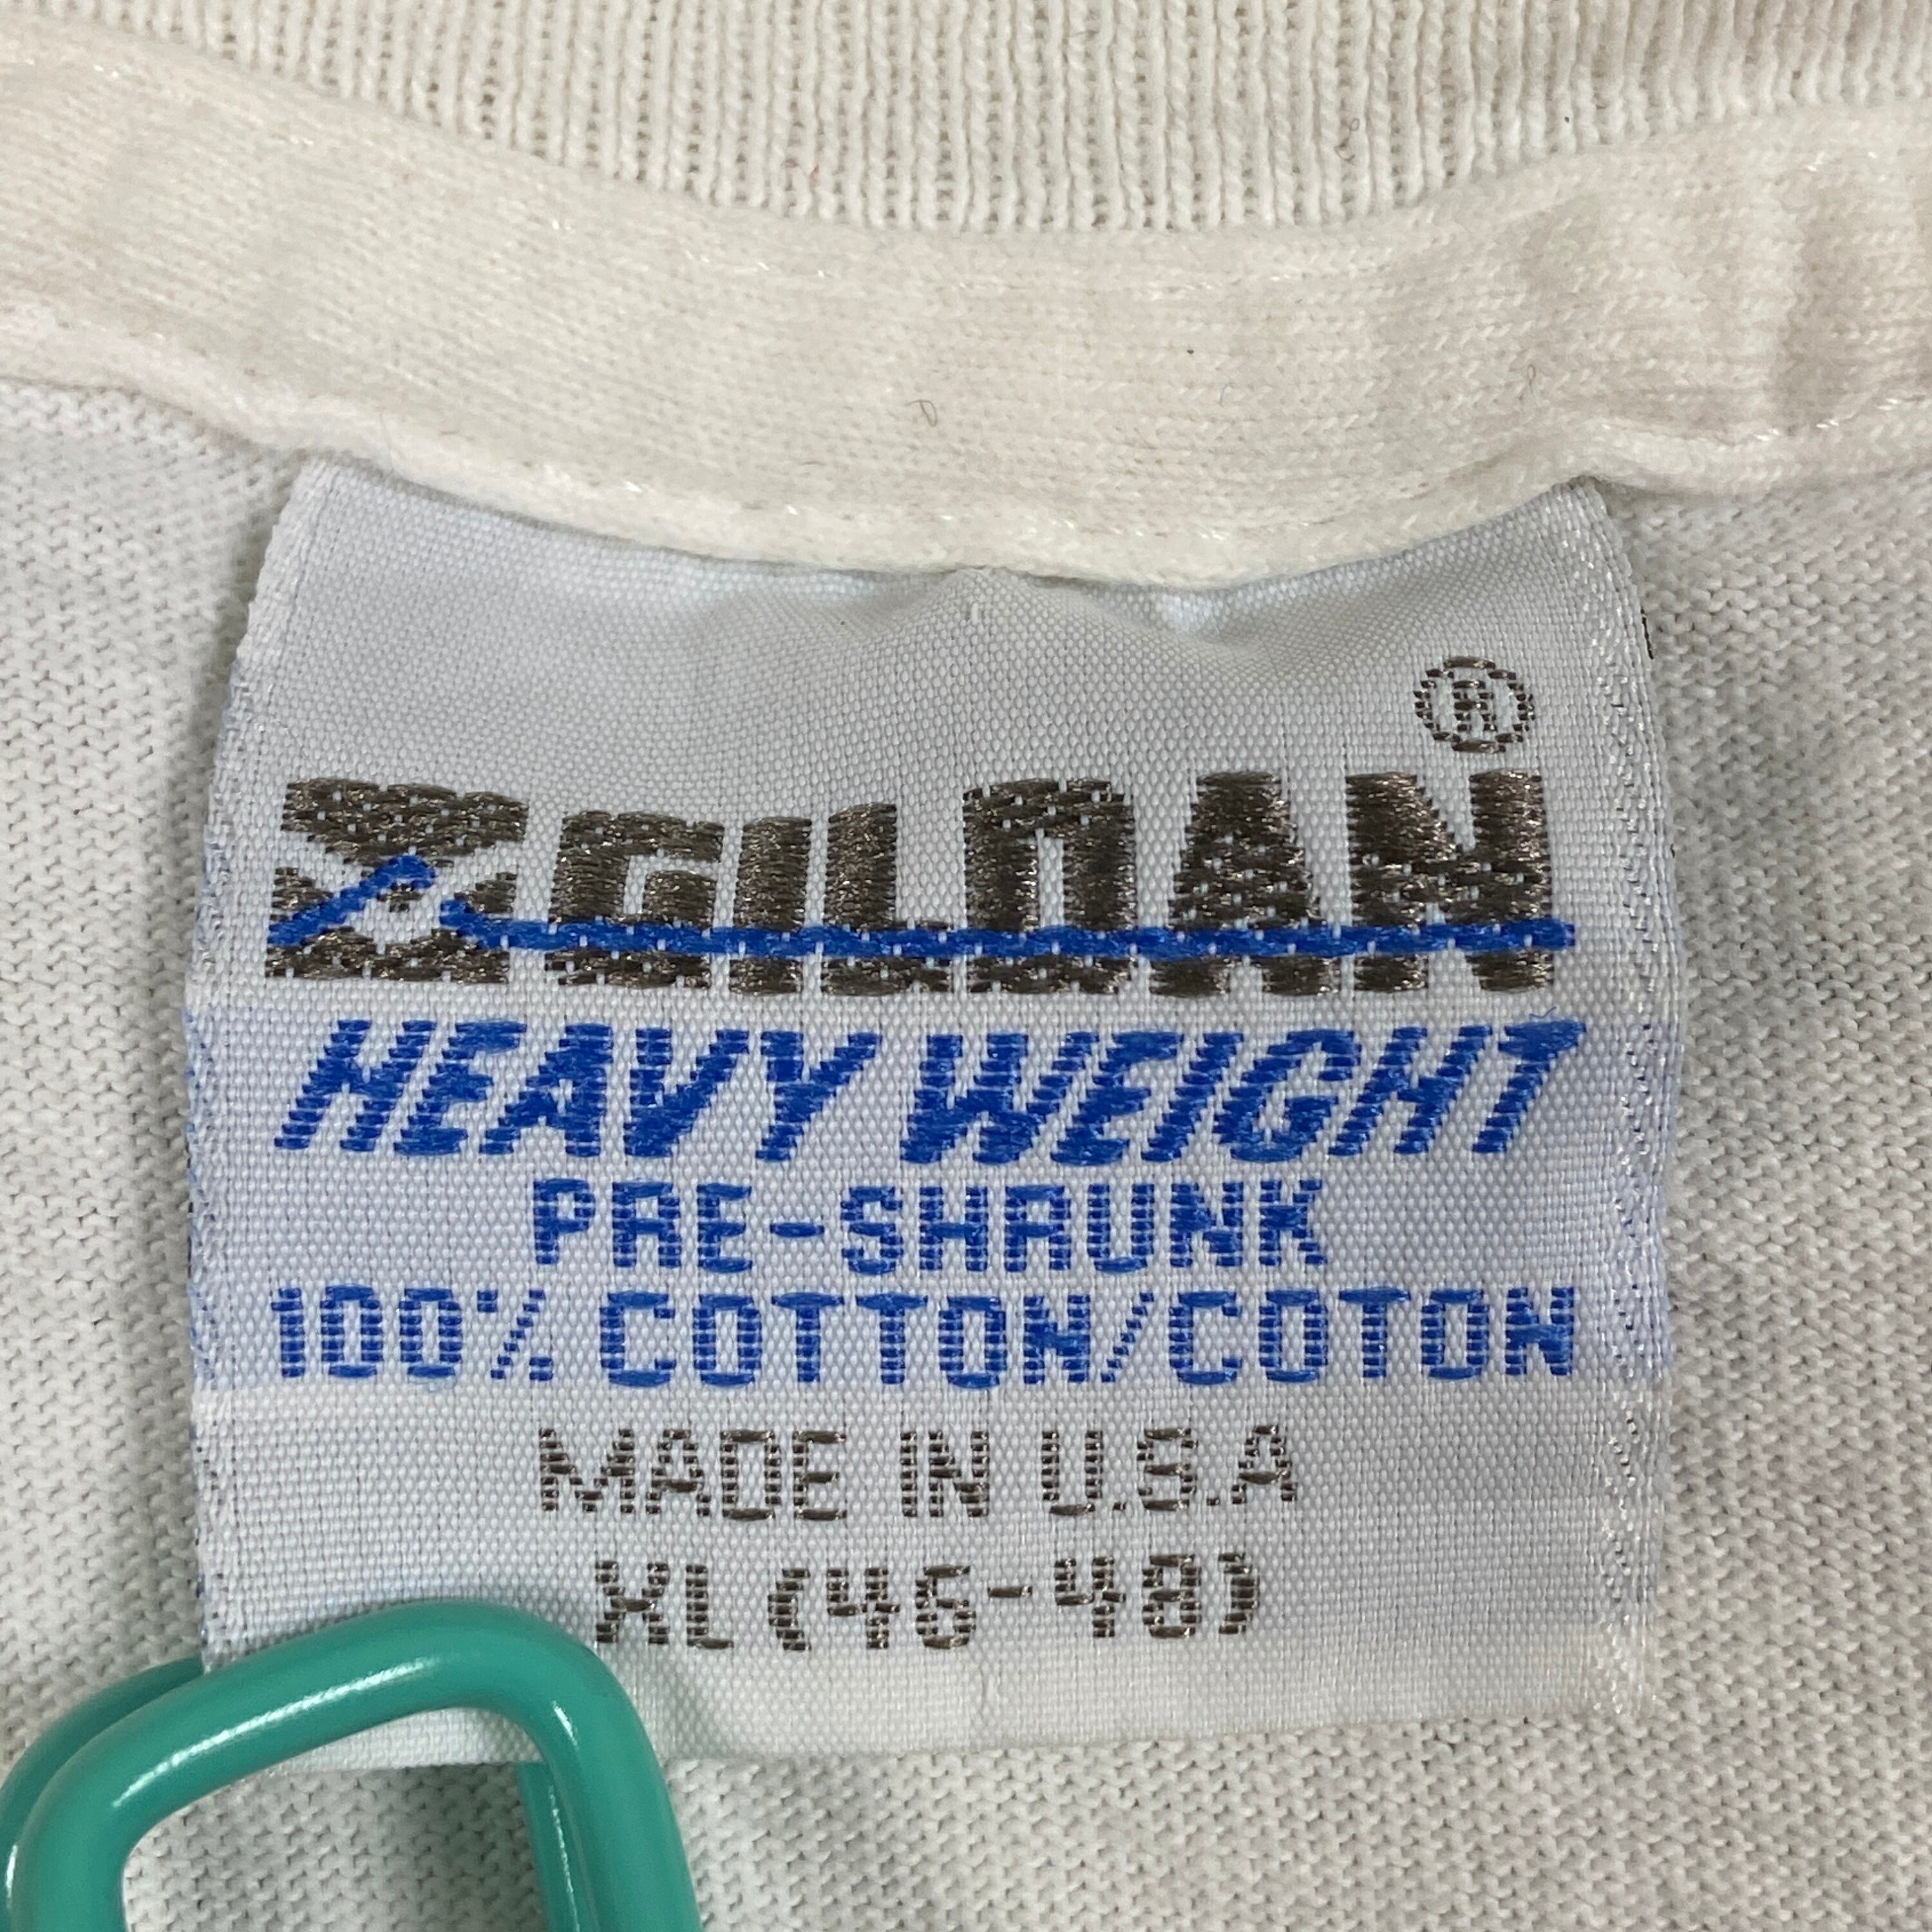 ®
GILDAN
HEAVY WEIGHT
PRE-SHRUNK
100% COTTON/COTON
MADE IN U.S.A
XL (46-48)